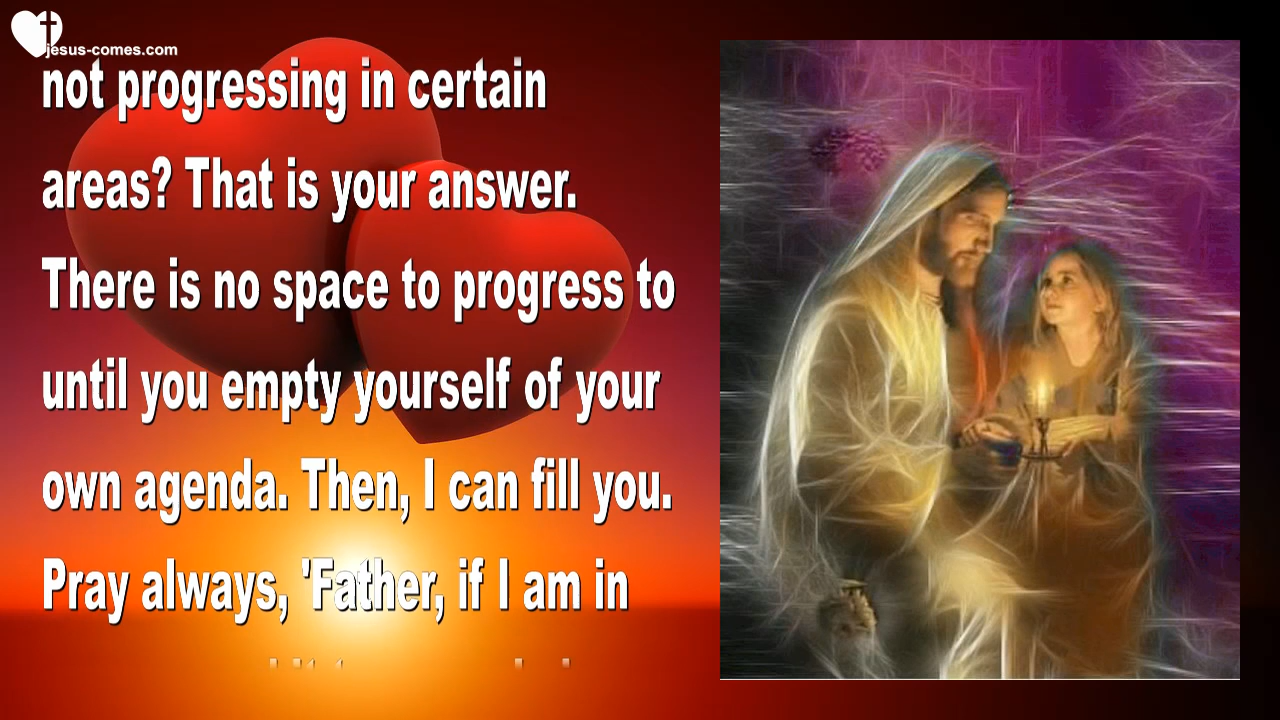 jesus-comes.com
not progressing in certain
areas? That is your answer.
There is no space to progress to
until you empty yourself of your
own agenda. Then, I can fill you.
Pray always, 'Father, if I am in